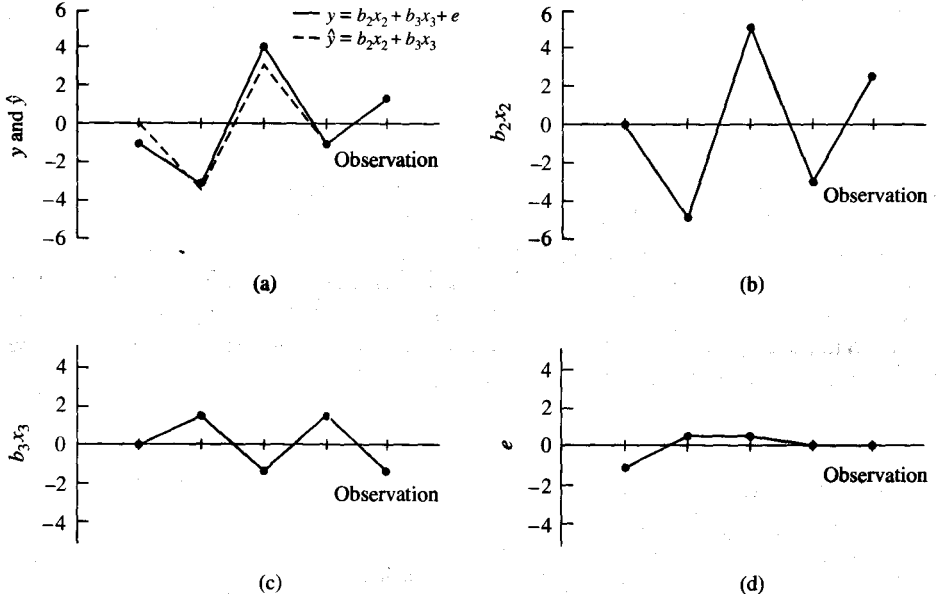 6
4
2
0
−2
−4
−6
y and ŷ
y = b₂x₂ + b₃x₃ + e
ŷ = b₂x₂ + b₃x₃
Observation
(a)
6
4
2
0
−2
−4
−6
b₂x₂
Observation
(b)
4
2
0
−2
−4
b₃x₃
Observation
(c)
4
2
0
−2
−4
e
Observation
(d)